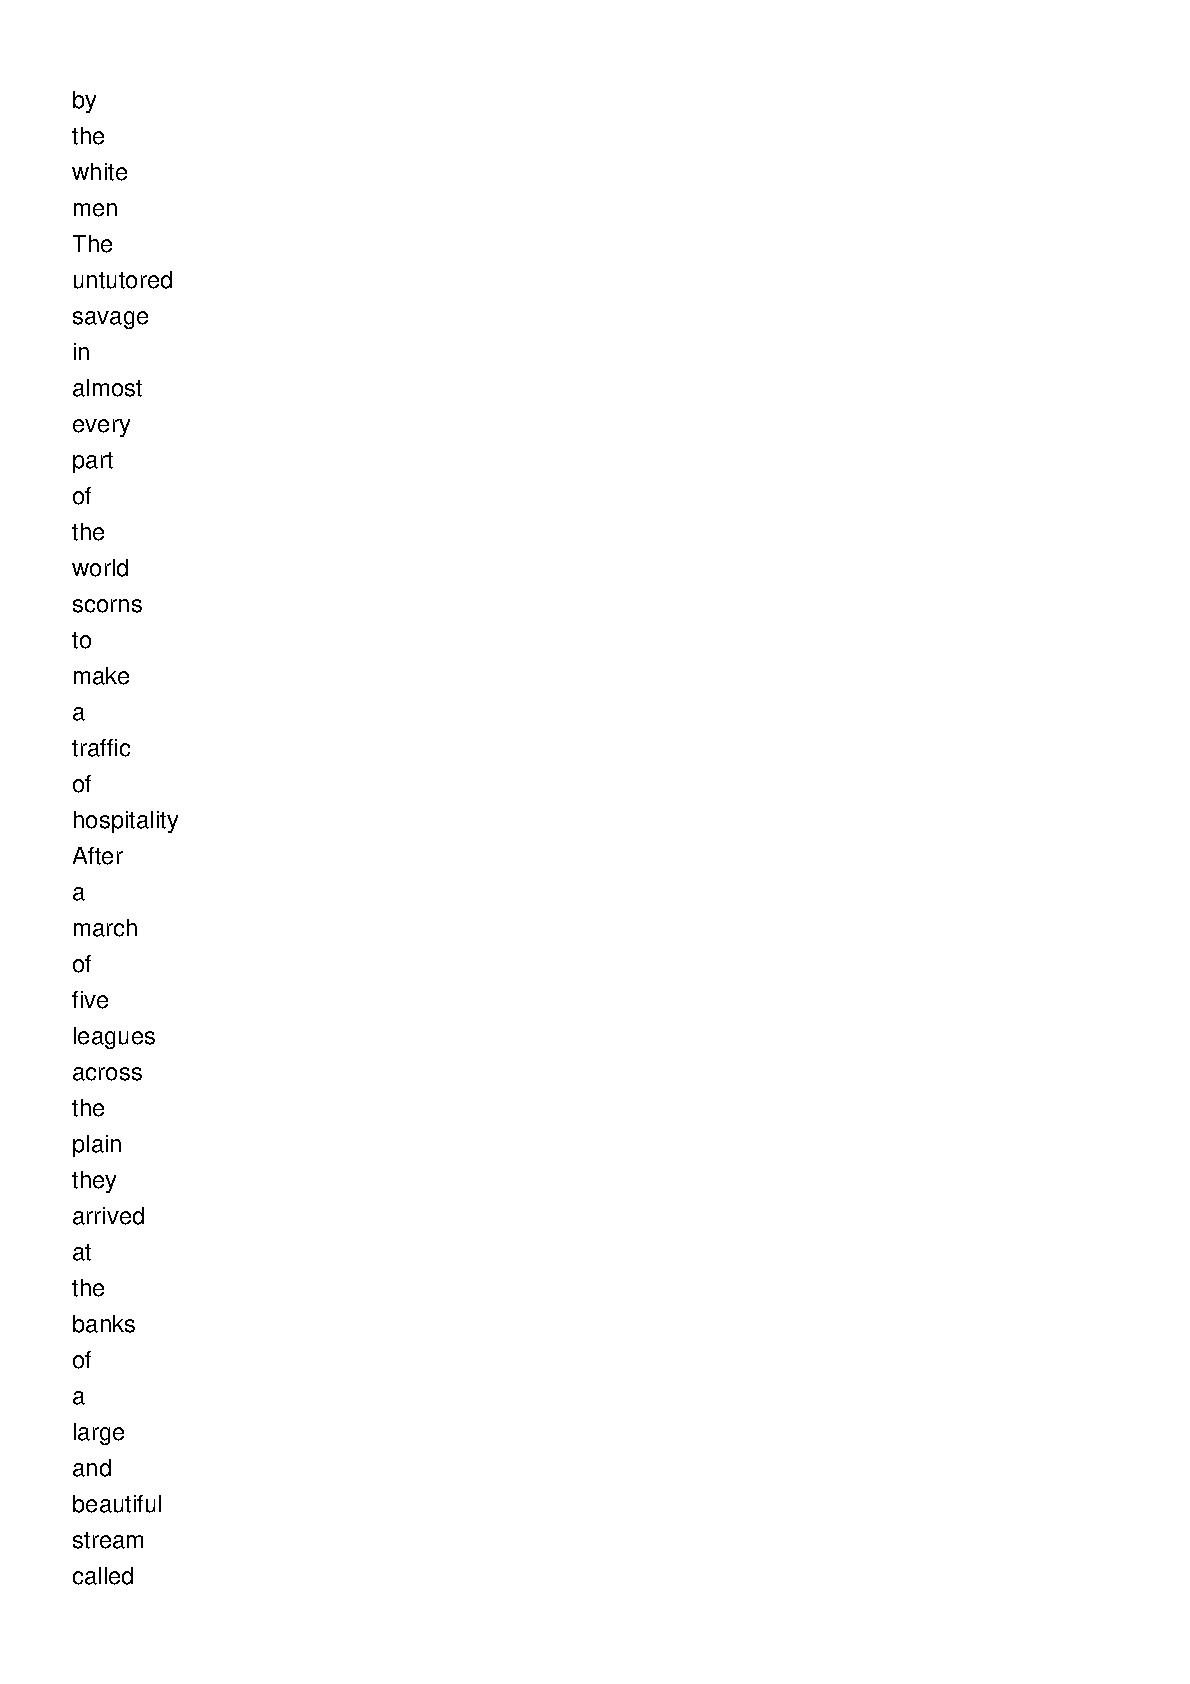 by
the
white
men
The
untutored
savage
in
almost
every
part
of
the
world
scorns
to
make
a
traffic
of
hospitality
After
a
march
of
five
leagues
across
the
plain
they
arrived
at
the
banks
of
a
large
and
beautiful
stream
called